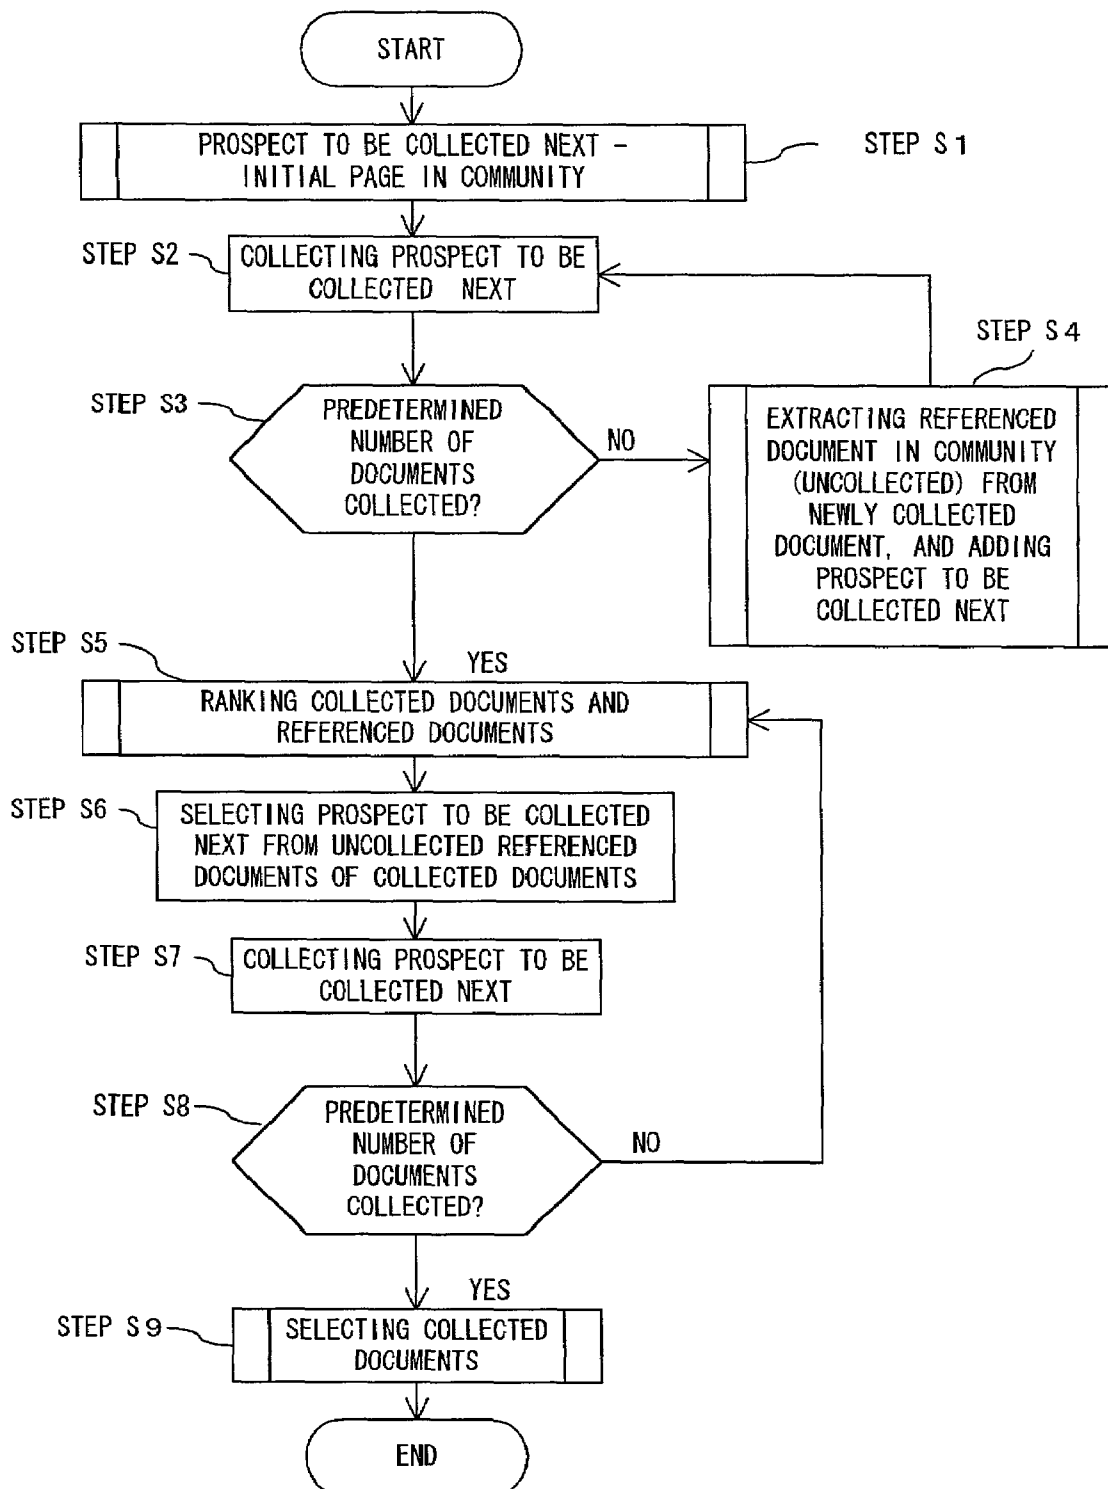 START
PROSPECT TO BE COLLECTED NEXT -
INITIAL PAGE IN COMMUNITY
STEP S1
STEP S2
COLLECTING PROSPECT TO BE
COLLECTED NEXT
STEP S4
STEP S3
PREDETERMINED
NUMBER OF
DOCUMENTS
COLLECTED?
NO
EXTRACTING REFERENCED
DOCUMENT IN COMMUNITY
(UNCOLLECTED) FROM
NEWLY COLLECTED
DOCUMENT, AND ADDING
PROSPECT TO BE
COLLECTED NEXT
STEP S5
YES
RANKING COLLECTED DOCUMENTS AND
REFERENCED DOCUMENTS
STEP S6
SELECTING PROSPECT TO BE COLLECTED
NEXT FROM UNCOLLECTED REFERENCED
DOCUMENTS OF COLLECTED DOCUMENTS
STEP S7
COLLECTING PROSPECT TO BE
COLLECTED NEXT
STEP S8
PREDETERMINED
NUMBER OF
DOCUMENTS
COLLECTED?
NO
YES
STEP S9
SELECTING COLLECTED
DOCUMENTS
END